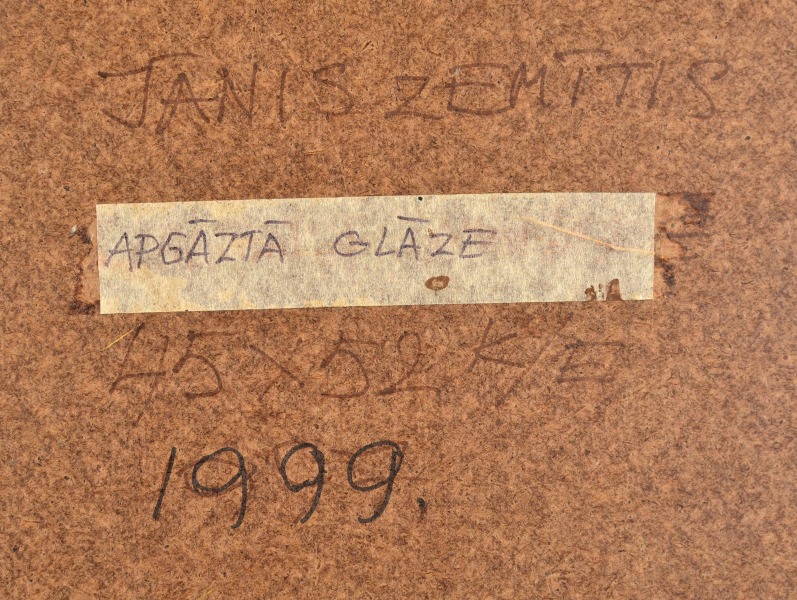 JĀNIS ZEMĪTIS
APGĀZTĀ GLĀZE
45x52 K/E
1999.